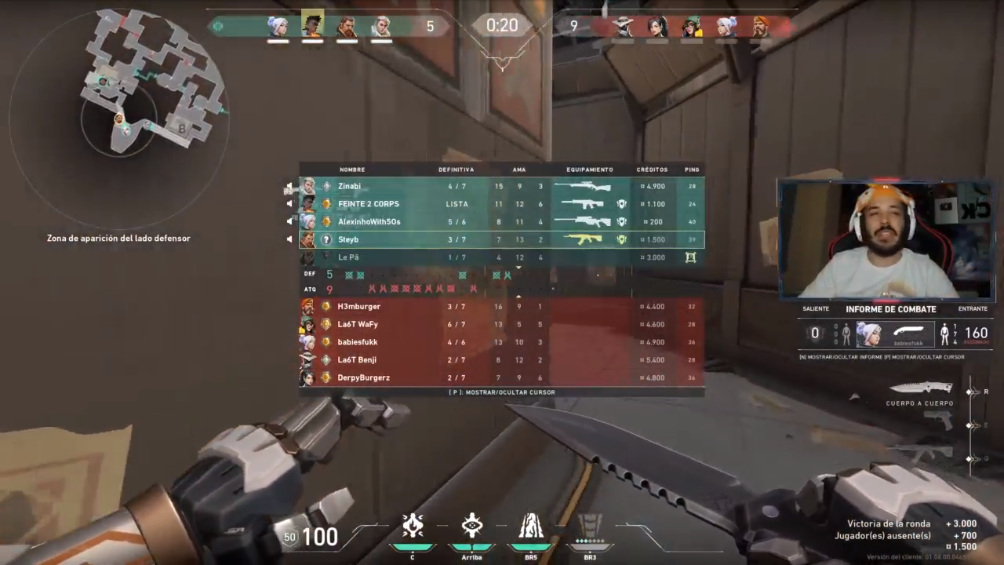 5
0:20
9
B
Zona de aparición del lado defensor
NOMBRE DEFINITIVA AMA EQUIPAMIENTO CRÉDITOS PING
Zinabi 4 / 7 15 9 3 4.900 28
FEINTE 2 CORPS LISTA 11 12 6 1.100 24
AlexinhoWith5Os 5 / 6 8 11 4 200 40
Steyb 3 / 7 7 13 2 1.500 39
Le Pâ 1 / 7 4 12 4 3.000
DEF 5
ATQ 9
H3mburger 3 / 7 16 9 1 4.400 32
La6T WaFy 6 / 7 13 5 5 4.600 28
babiesfukk 4 / 6 13 10 3 4.900 36
La6T Benji 2 / 7 8 12 2 5.400 28
DerpyBurgerz 2 / 7 7 9 6 4.800 36
[ P ]: MOSTRAR/OCULTAR CURSOR
SALIENTE INFORME DE COMBATE ENTRANTE
0 babiesfukk 160
[N] MOSTRAR/OCULTAR INFORME [P] MOSTRAR/OCULTAR CURSOR
CUERPO A CUERPO
50 100
C Arriba BR5 BR3
Victoria de la ronda + 3.000
Jugador(es) ausente(s) + 700
1.500
Versión del cliente: